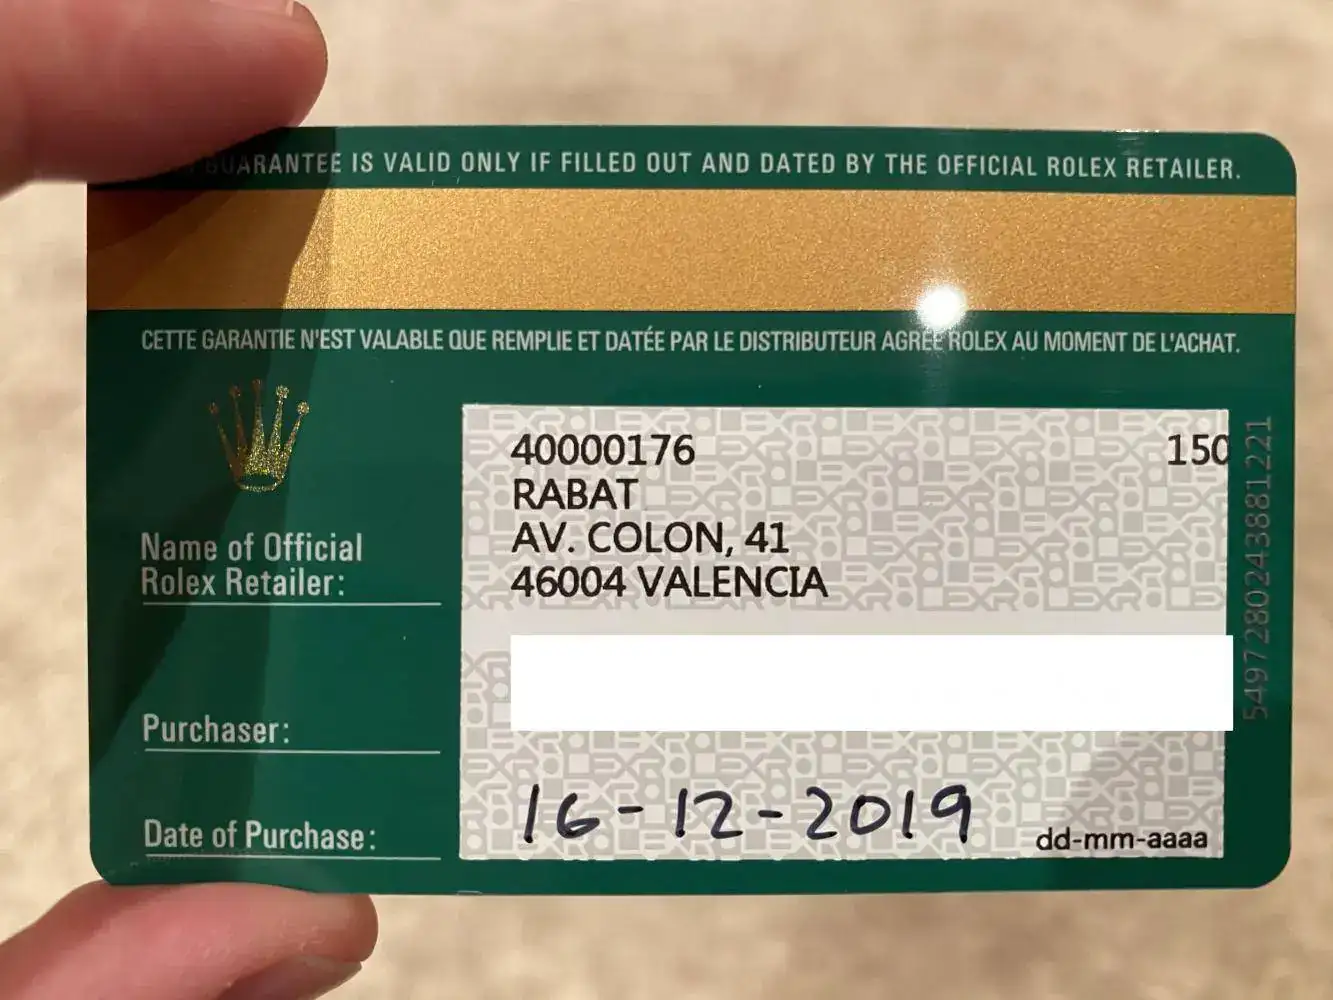 GUARANTEE IS VALID ONLY IF FILLED OUT AND DATED BY THE OFFICIAL ROLEX RETAILER.
CETTE GARANTIE N'EST VALABLE QUE REMPLIE ET DATÉE PAR LE DISTRIBUTEUR AGRÉÉ ROLEX AU MOMENT DE L'ACHAT.
40000176 150
RABAT
AV. COLON, 41
46004 VALENCIA
Name of Official
Rolex Retailer:
Purchaser:
Date of Purchase:
16-12-2019
dd-mm-aaaa
5497280243881221